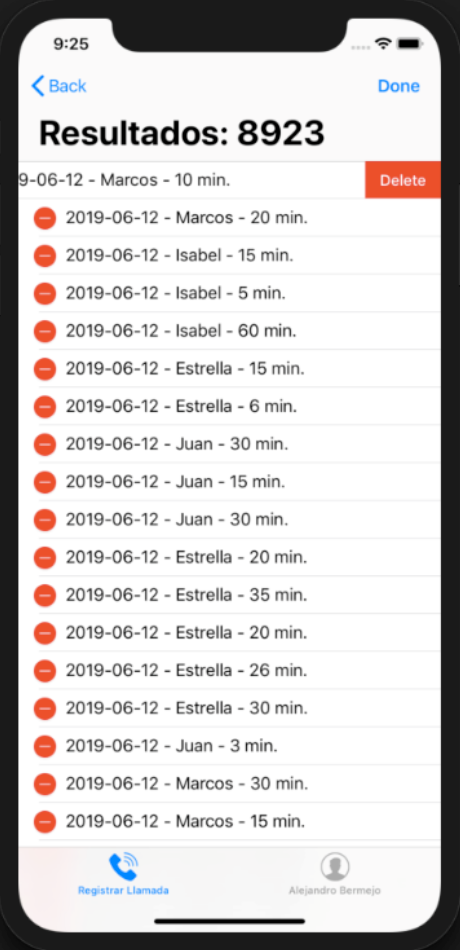 9:25
Back
Done
Resultados: 8923
9-06-12 - Marcos - 10 min.
Delete
2019-06-12 - Marcos - 20 min.
2019-06-12 - Isabel - 15 min.
2019-06-12 - Isabel - 5 min.
2019-06-12 - Isabel - 60 min.
2019-06-12 - Estrella - 15 min.
2019-06-12 - Estrella - 6 min.
2019-06-12 - Juan - 30 min.
2019-06-12 - Juan - 15 min.
2019-06-12 - Juan - 30 min.
2019-06-12 - Estrella - 20 min.
2019-06-12 - Estrella - 35 min.
2019-06-12 - Estrella - 20 min.
2019-06-12 - Estrella - 26 min.
2019-06-12 - Estrella - 30 min.
2019-06-12 - Juan - 3 min.
2019-06-12 - Marcos - 30 min.
2019-06-12 - Marcos - 15 min.
Registrar Llamada
Alejandro Bermejo